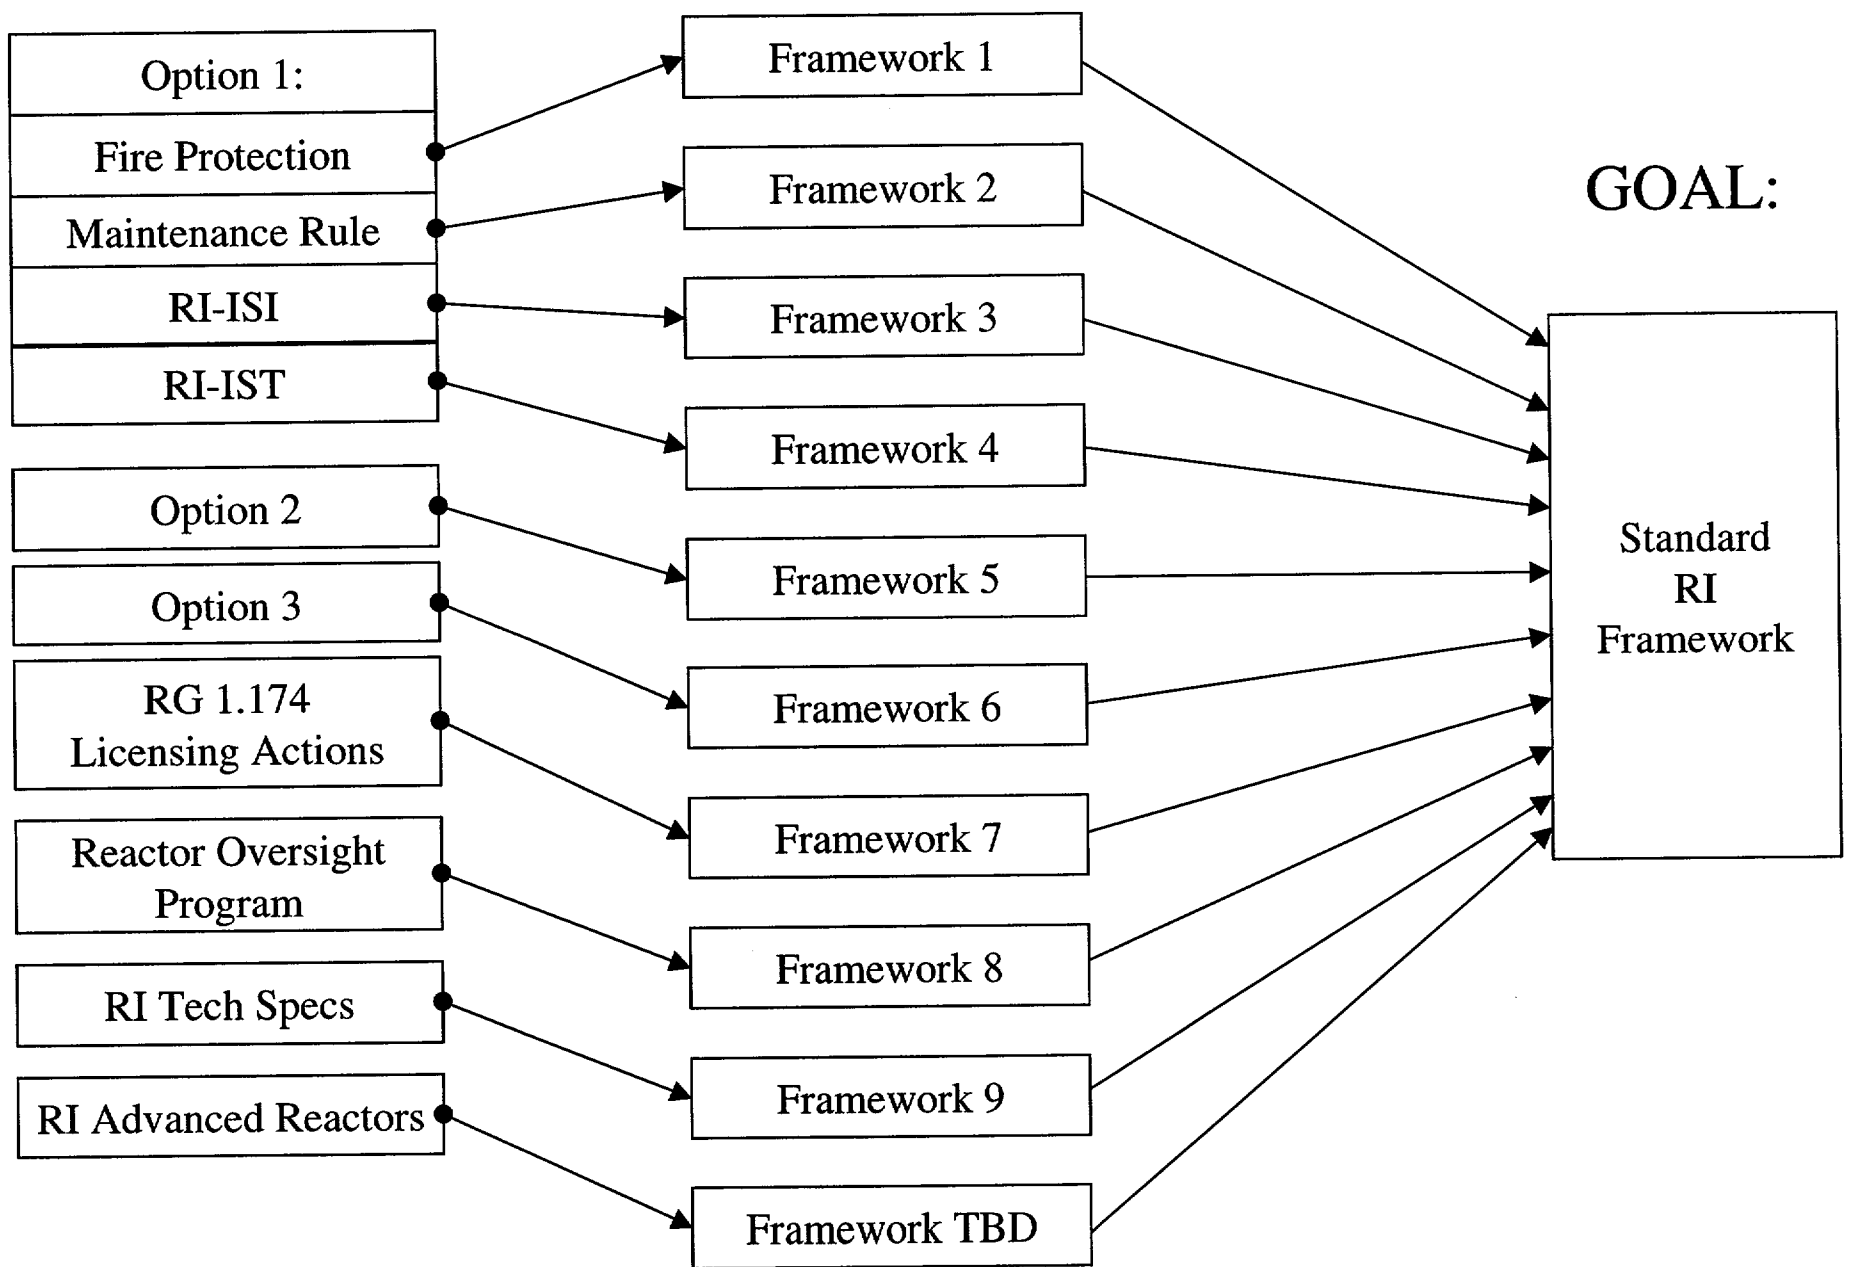 Option 1:
Fire Protection
Maintenance Rule
RI-ISI
RI-IST
Option 2
Option 3
RG 1.174
Licensing Actions
Reactor Oversight
Program
RI Tech Specs
RI Advanced Reactors
Framework 1
Framework 2
Framework 3
Framework 4
Framework 5
Framework 6
Framework 7
Framework 8
Framework 9
Framework TBD
GOAL:
Standard
RI
Framework